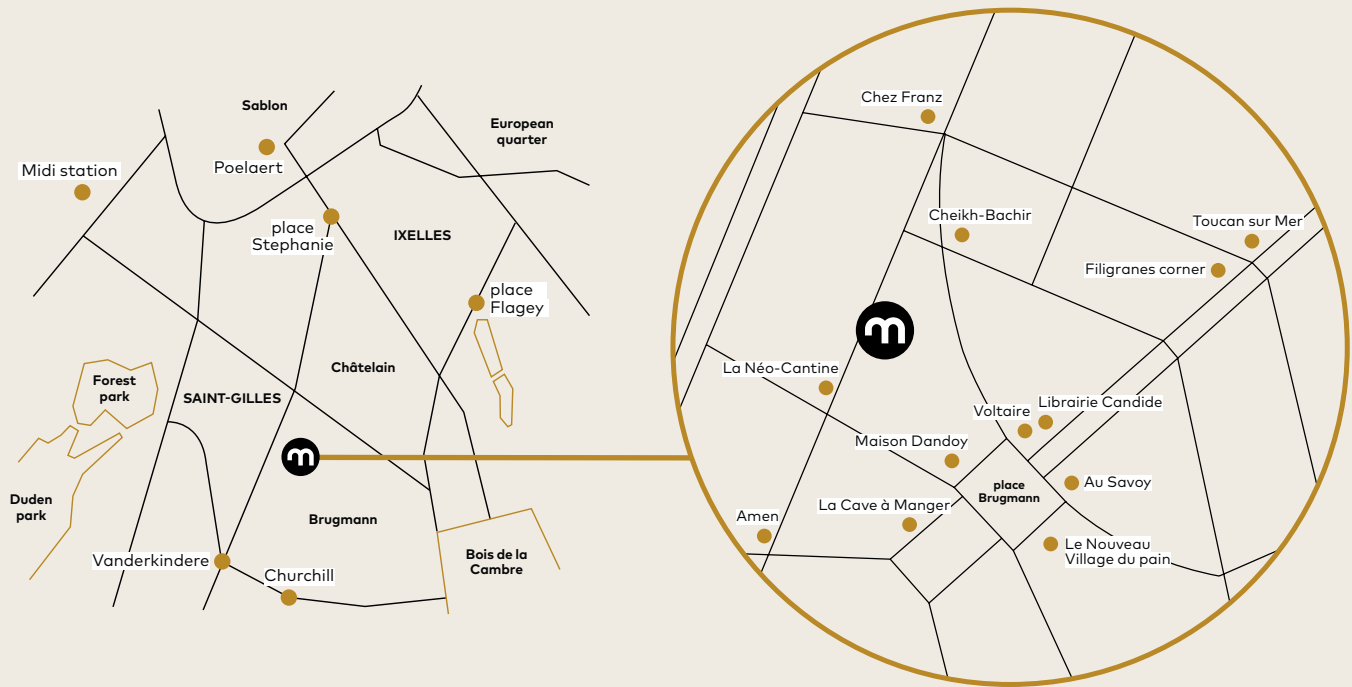 Sablon
European
quarter
Midi station
Poelaert
place
Stephanie
IXELLES
place
Flagey
Châtelain
Forest
park
SAINT-GILLES
m
Duden
park
Brugmann
Vanderkindere
Churchill
Bois de la
Cambre
Chez Franz
Cheikh-Bachir
Toucan sur Mer
Filigranes corner
m
La Néo-Cantine
Librairie Candide
Voltaire
Maison Dandoy
place
Brugmann
Au Savoy
La Cave à Manger
Amen
Le Nouveau
Village du pain